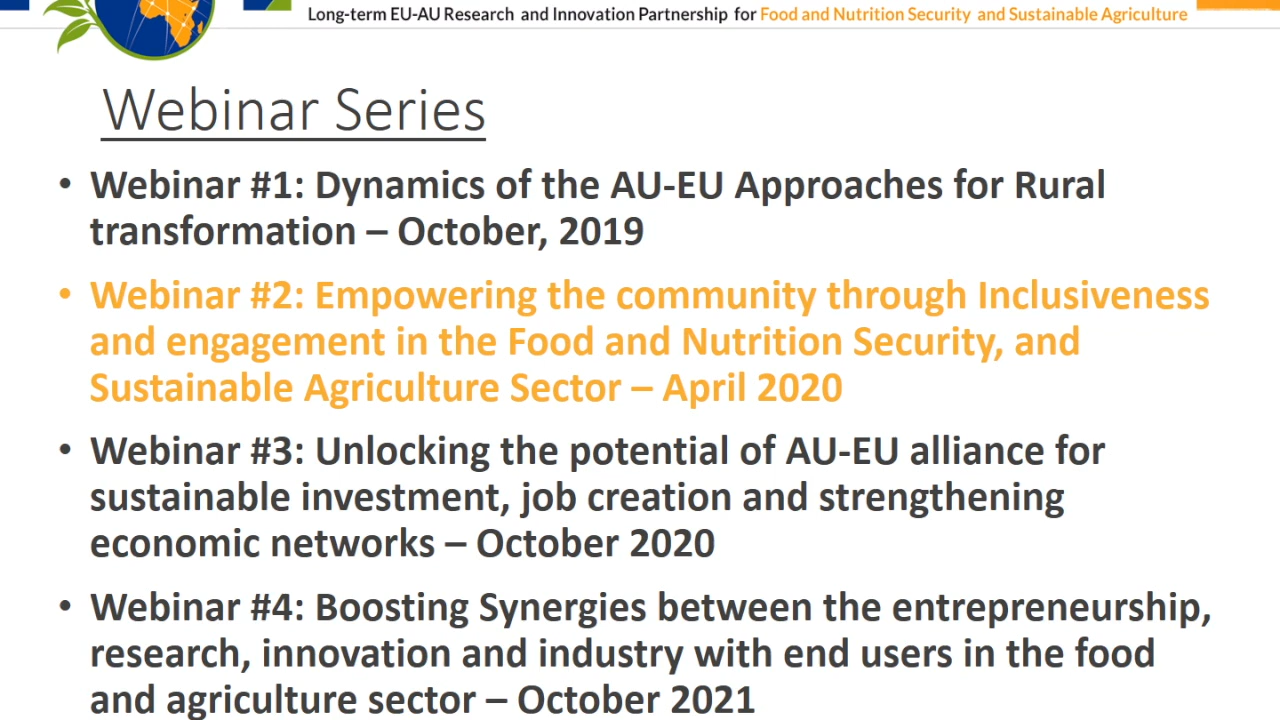 Long-term EU-AU Research and Innovation Partnership for Food and Nutrition Security and Sustainable Agriculture
Webinar Series
• Webinar #1: Dynamics of the AU-EU Approaches for Rural
transformation – October, 2019
• Webinar #2: Empowering the community through Inclusiveness
and engagement in the Food and Nutrition Security, and
Sustainable Agriculture Sector – April 2020
• Webinar #3: Unlocking the potential of AU-EU alliance for
sustainable investment, job creation and strengthening
economic networks – October 2020
• Webinar #4: Boosting Synergies between the entrepreneurship,
research, innovation and industry with end users in the food
and agriculture sector – October 2021